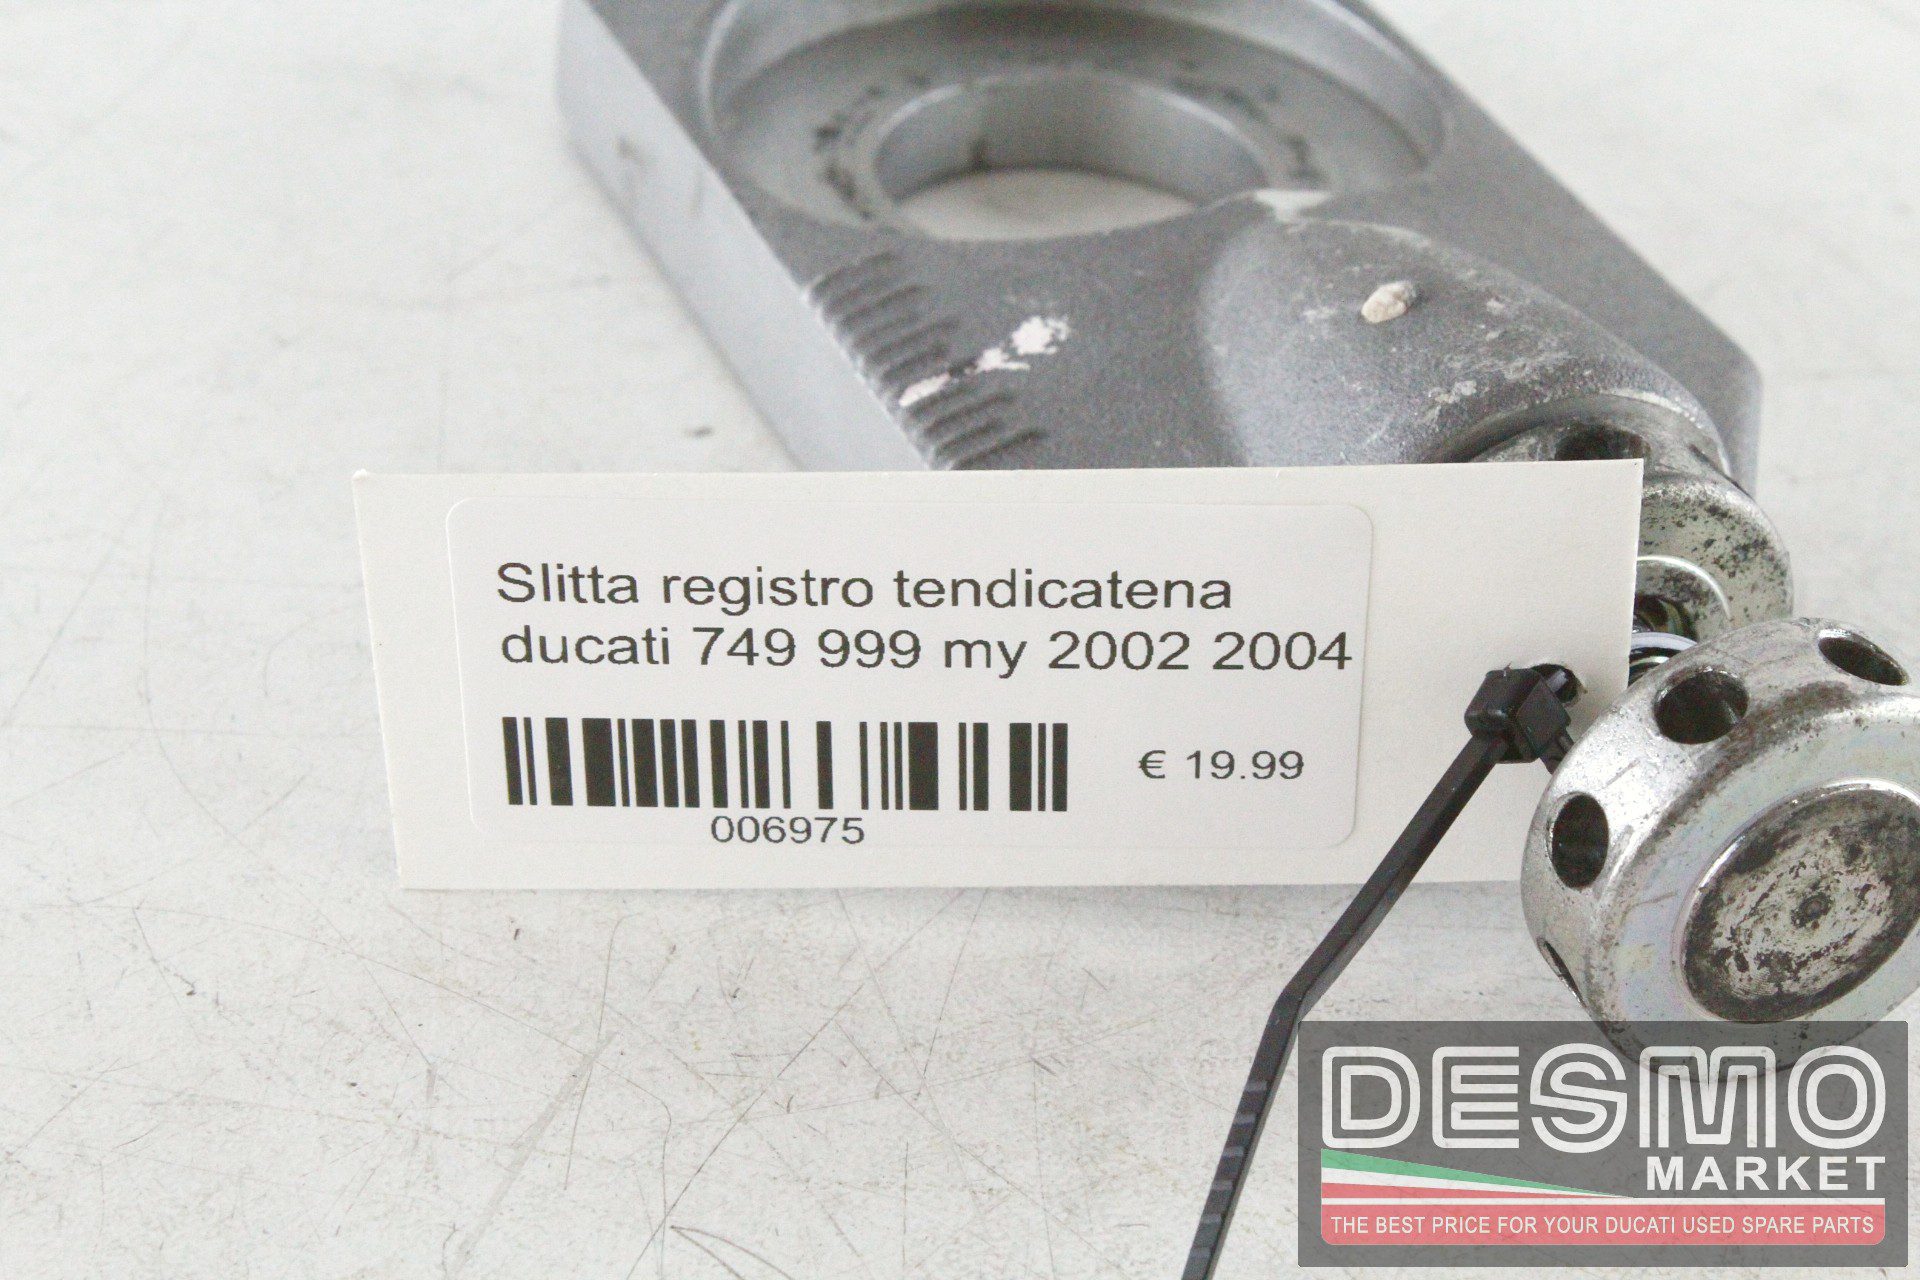 Slitta registro tendicatena
ducati 749 999 my 2002 2004
€ 19.99
006975
DESMO
MARKET
THE BEST PRICE FOR YOUR DUCATI USED SPARE PARTS